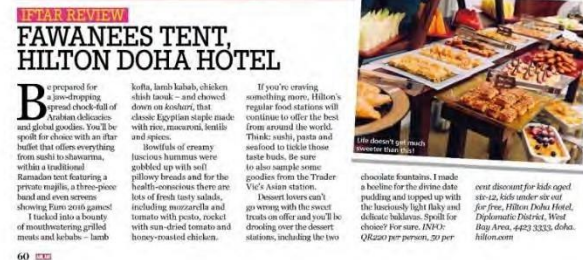 IFTAR REVIEW
FAWANEES TENT,
HILTON DOHA HOTEL
Be prepared for
a jaw-dropping
spread chock-full of
Arabian delicacies
and global goodies. You'll be
spoilt for choice with an iftar
buffet that offers everything
from sushi to shawarma,
within a traditional
Ramadan tent featuring a
private majlis, a three-piece
band and even screens
showing Euro 2016 games!
I tucked into a bounty
of mouthwatering grilled
meats and kebabs – lamb
kofta, lamb kabab, chicken
shish taouk – and chowed
down on koshari, that
classic Egyptian staple made
with rice, macaroni, lentils
and spices.
Bowlfuls of creamy
luscious hummus were
gobbled up with soft
pillowy breads and for the
health-conscious there are
lots of fresh tasty salads,
including mozzarella and
tomato with pesto, rocket
with sun-dried tomato and
honey-roasted chicken.
If you're craving
something more, Hilton's
regular food stations will
continue to offer the best
from around the world.
Think: sushi, pasta and
seafood to tickle those
taste buds. Be sure
to also sample some
goodies from the Trader
Vic's Asian station.
Dessert lovers can't
go wrong with the sweet
treats on offer and you'll be
drooling over the dessert
stations, including the two
Life doesn't get much
sweeter than this!
chocolate fountains. I made
a beeline for the divine date
pudding and topped up with
the lusciously light flaky and
delicate baklavas. Spoilt for
choice? For sure. INFO:
QR220 per person, 50 per
cent discount for kids aged
six-12, kids under six eat
for free, Hilton Doha Hotel,
Diplomatic District, West
Bay Area, 4423 3333, doha.
hilton.com
60